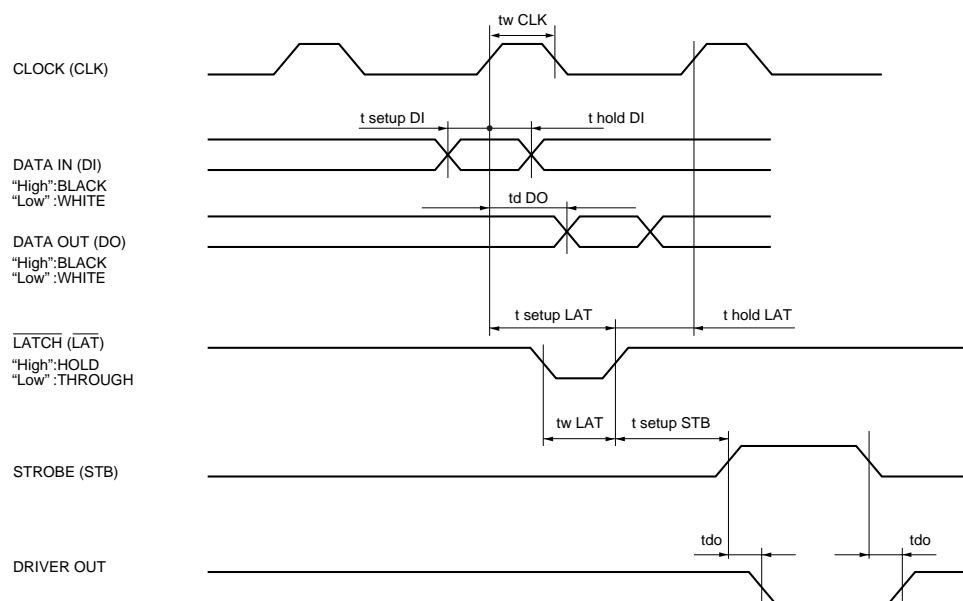 tw CLK
CLOCK (CLK)
t setup DI
t hold DI
DATA IN (DI)
“High”:BLACK
“Low” :WHITE
td DO
DATA OUT (DO)
“High”:BLACK
“Low” :WHITE
t setup LAT
t hold LAT
LATCH (LAT)
“High”:HOLD
“Low” :THROUGH
tw LAT
t setup STB
STROBE (STB)
tdo
tdo
DRIVER OUT